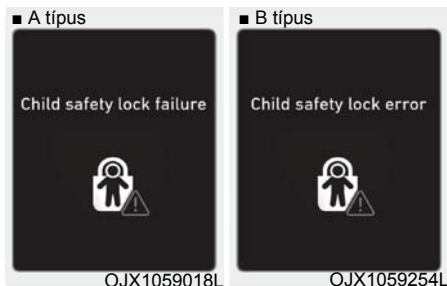 ■ A típus
Child safety lock failure
OJX1059018L
■ B típus
Child safety lock error
OJX1059254L